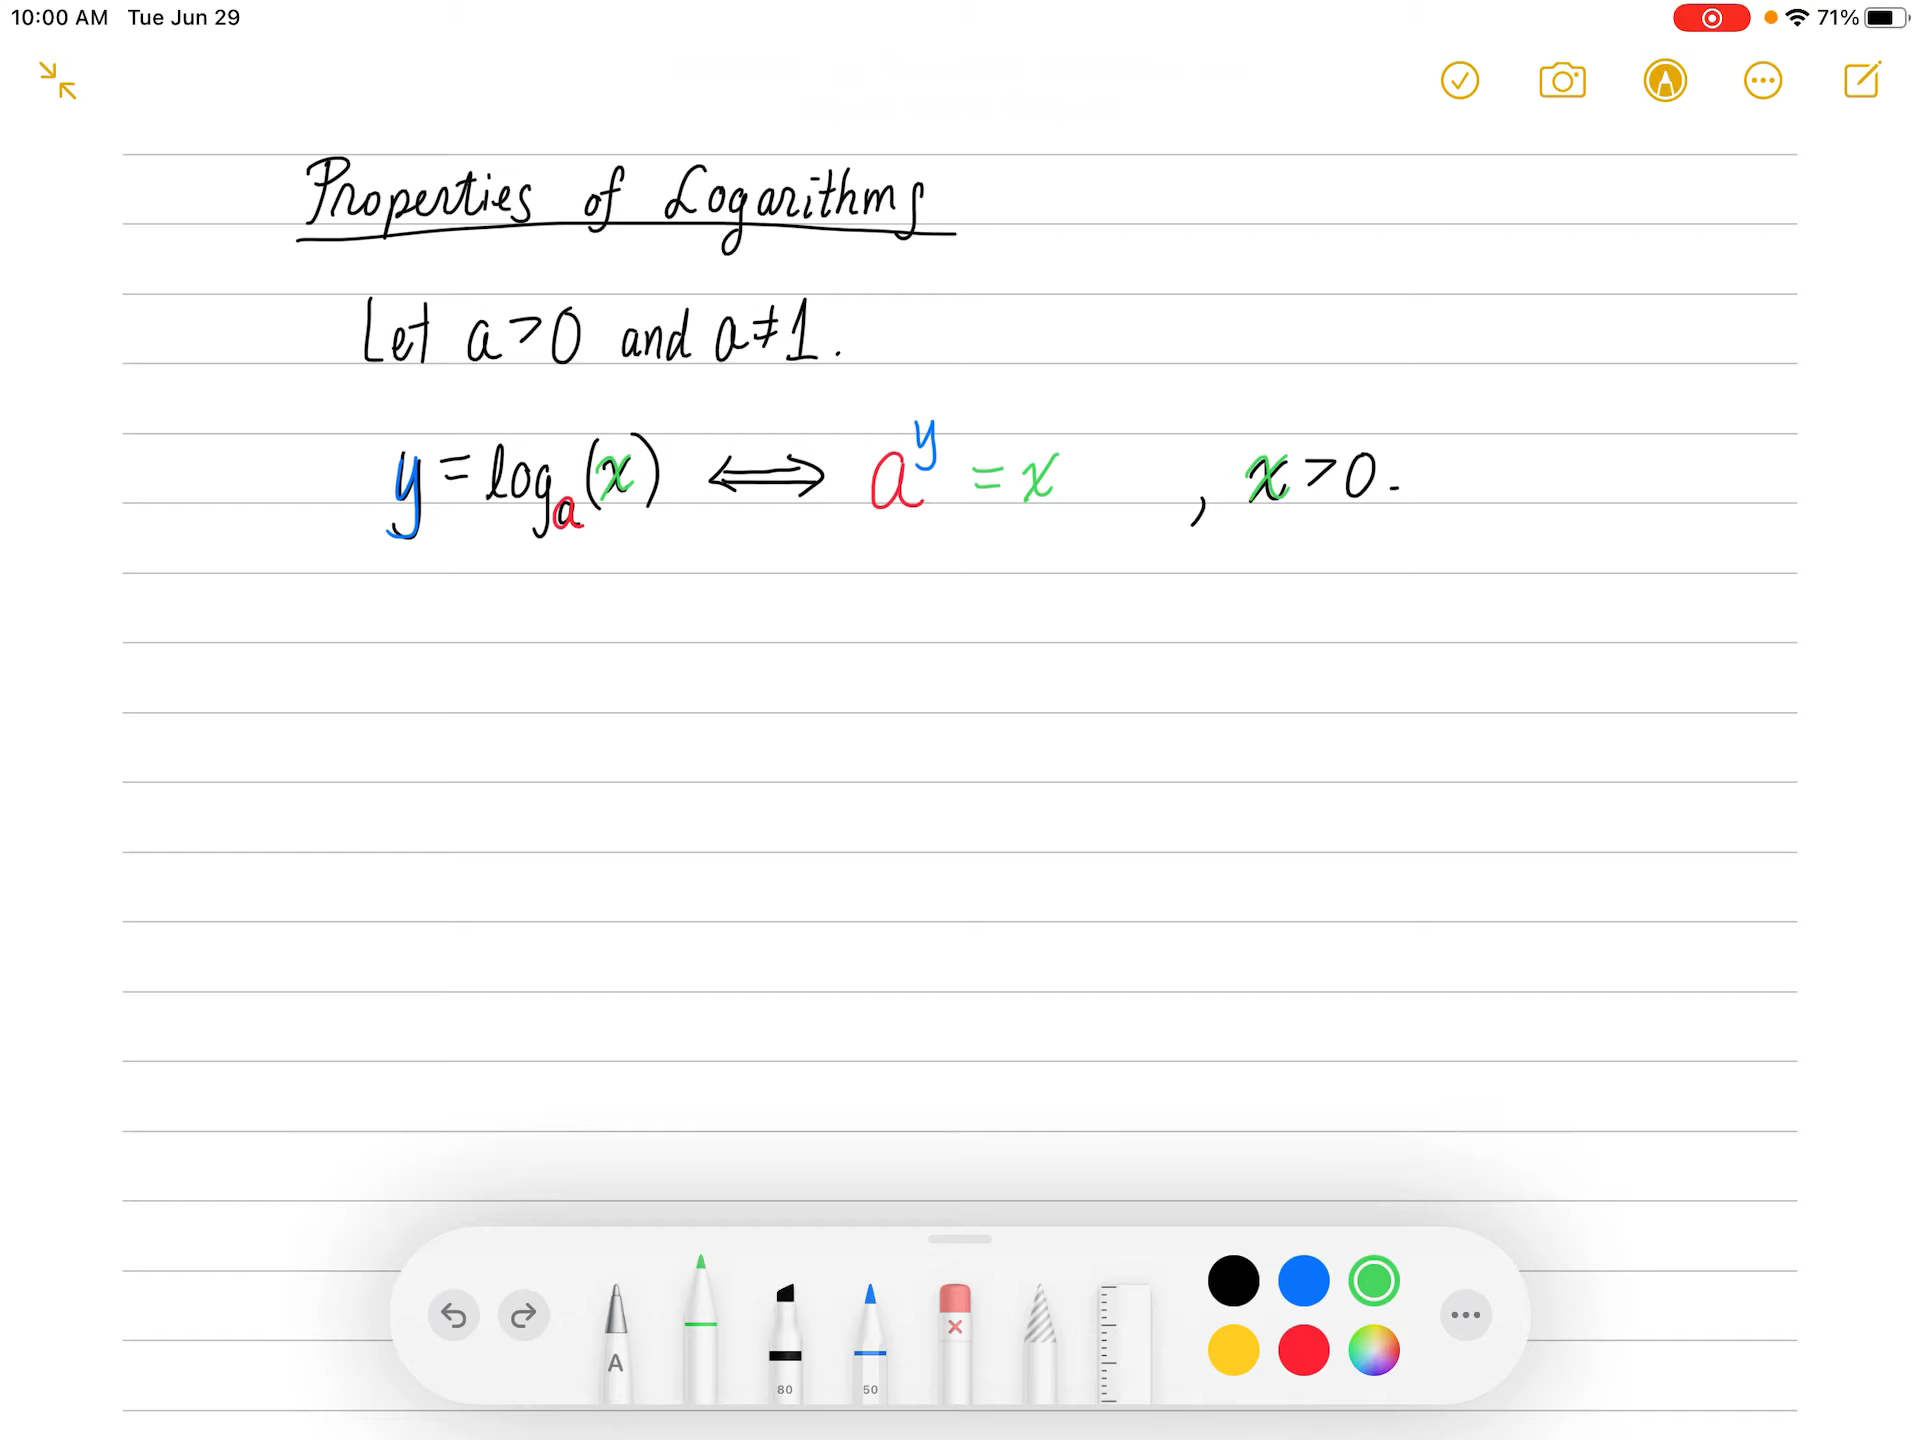 10:00 AM Tue Jun 29 71%
Properties of Logarithms
Let a>0 and a≠1.
y = logₐ(x) ⟺ a^y = x , x>0.
A 80 50